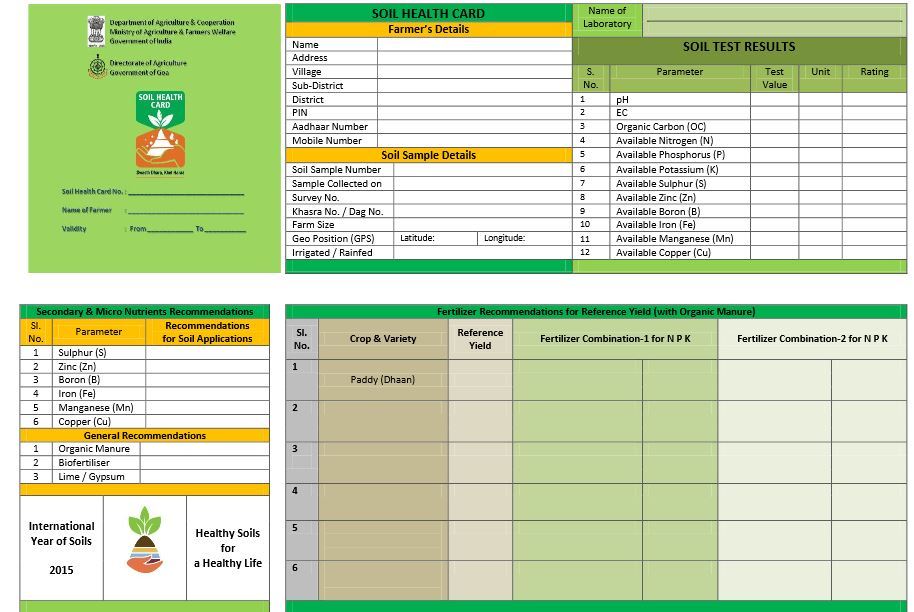 Department of Agriculture & Cooperation
Ministry of Agriculture & Farmers Welfare
Government of India
Directorate of Agriculture
Government of Goa
SOIL HEALTH
CARD
Swasth Dhara, Khet Haraa
Soil Health Card No. :
Name of Farmer :
Validity : From To
SOIL HEALTH CARD
Farmer's Details
Name
Address
Village
Sub-District
District
PIN
Aadhaar Number
Mobile Number
Soil Sample Details
Soil Sample Number
Sample Collected on
Survey No.
Khasra No. / Dag No.
Farm Size
Geo Position (GPS) Latitude: Longitude:
Irrigated / Rainfed
Name of
Laboratory
SOIL TEST RESULTS
S. No. Parameter Test Value Unit Rating
1 pH
2 EC
3 Organic Carbon (OC)
4 Available Nitrogen (N)
5 Available Phosphorus (P)
6 Available Potassium (K)
7 Available Sulphur (S)
8 Available Zinc (Zn)
9 Available Boron (B)
10 Available Iron (Fe)
11 Available Manganese (Mn)
12 Available Copper (Cu)
Secondary & Micro Nutrients Recommendations
Sl. No. Parameter Recommendations for Soil Applications
1 Sulphur (S)
2 Zinc (Zn)
3 Boron (B)
4 Iron (Fe)
5 Manganese (Mn)
6 Copper (Cu)
General Recommendations
1 Organic Manure
2 Biofertiliser
3 Lime / Gypsum
International
Year of Soils
2015
Healthy Soils
for
a Healthy Life
Fertilizer Recommendations for Reference Yield (with Organic Manure)
Sl. No. Crop & Variety Reference Yield Fertilizer Combination-1 for N P K Fertilizer Combination-2 for N P K
1 Paddy (Dhaan)
2
3
4
5
6